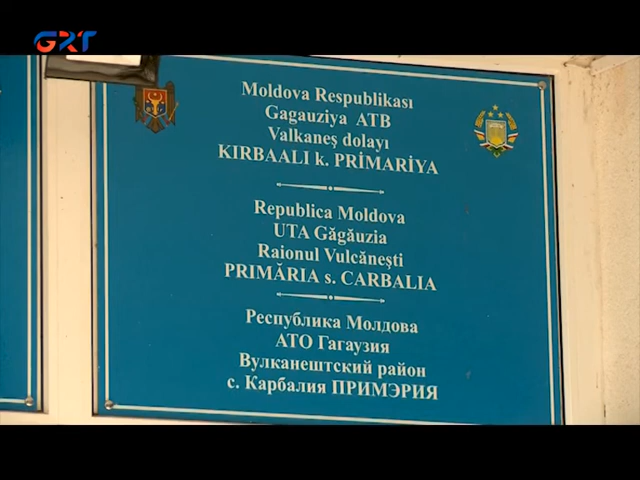 GRT
Moldova Respublikası
Gagauziya ATB
Valkaneş dolayı
KIRBAALI k. PRİMARİYA
Republica Moldova
UTA Găgăuzia
Raionul Vulcăneşti
PRIMĂRIA s. CARBALIA
Республика Молдова
АТО Гагаузия
Вулканештский район
с. Карбалия ПРИМЭРИЯ